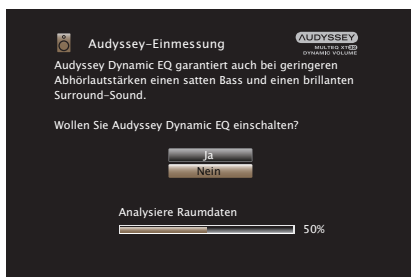 Audyssey-Einmessung
AUDYSSEY
MULTEQ XT32
DYNAMIC VOLUME
Audyssey Dynamic EQ garantiert auch bei geringeren
Abhörlautstärken einen satten Bass und einen brillanten
Surround-Sound.
Wollen Sie Audyssey Dynamic EQ einschalten?
Ja
Nein
Analysiere Raumdaten
50%